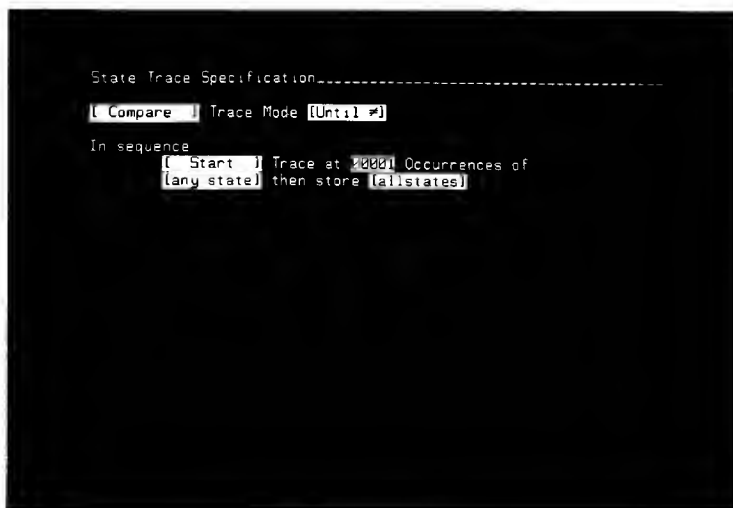 State Trace Specification
[ Compare ] Trace Mode [Until ≠]
In sequence
[ Start ] Trace at 00001 Occurrences of
[any state] then store [allstates]